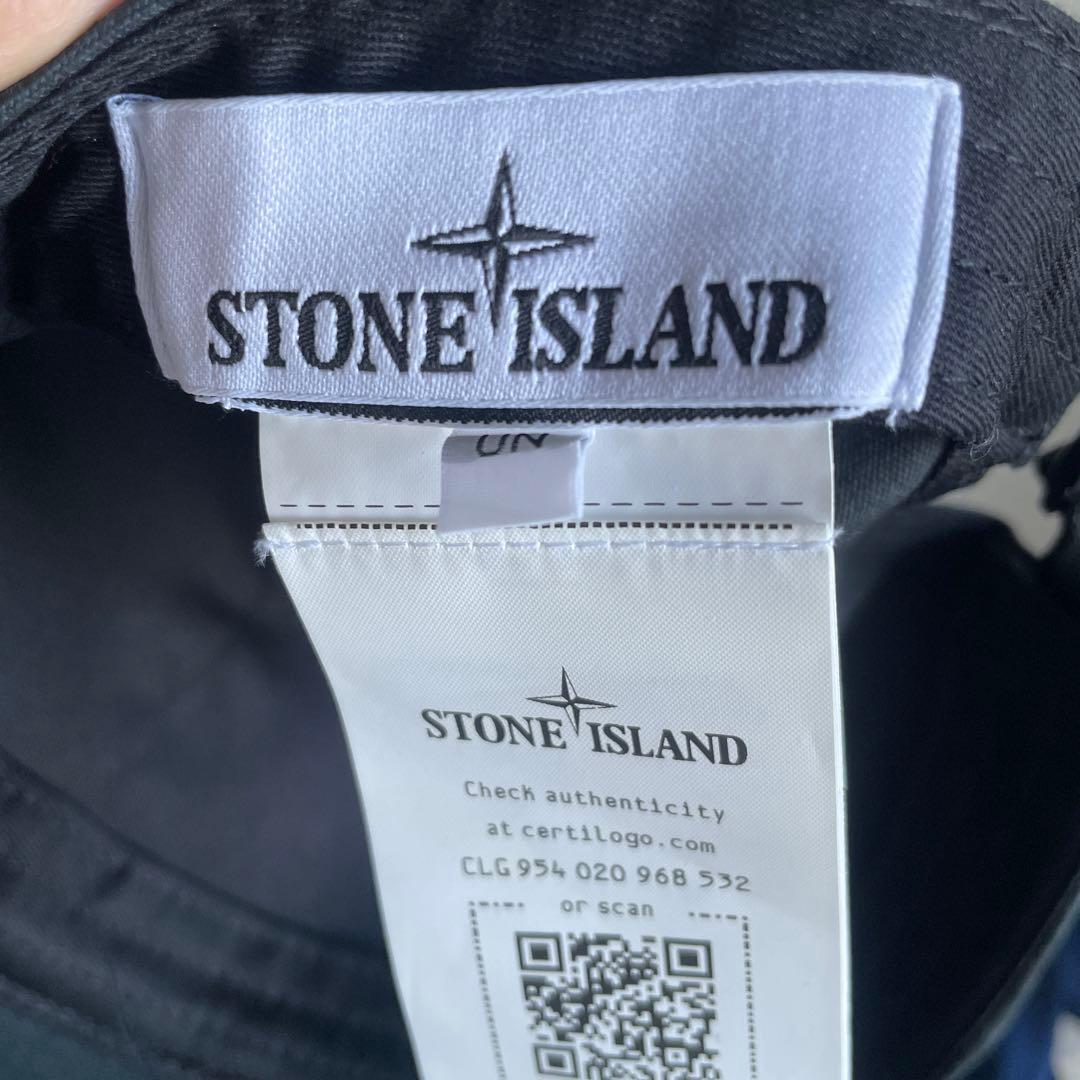 STONE ISLAND
UN
STONE ISLAND
Check authenticity
at certilogo.com
CLG 954 020 968 532
or scan